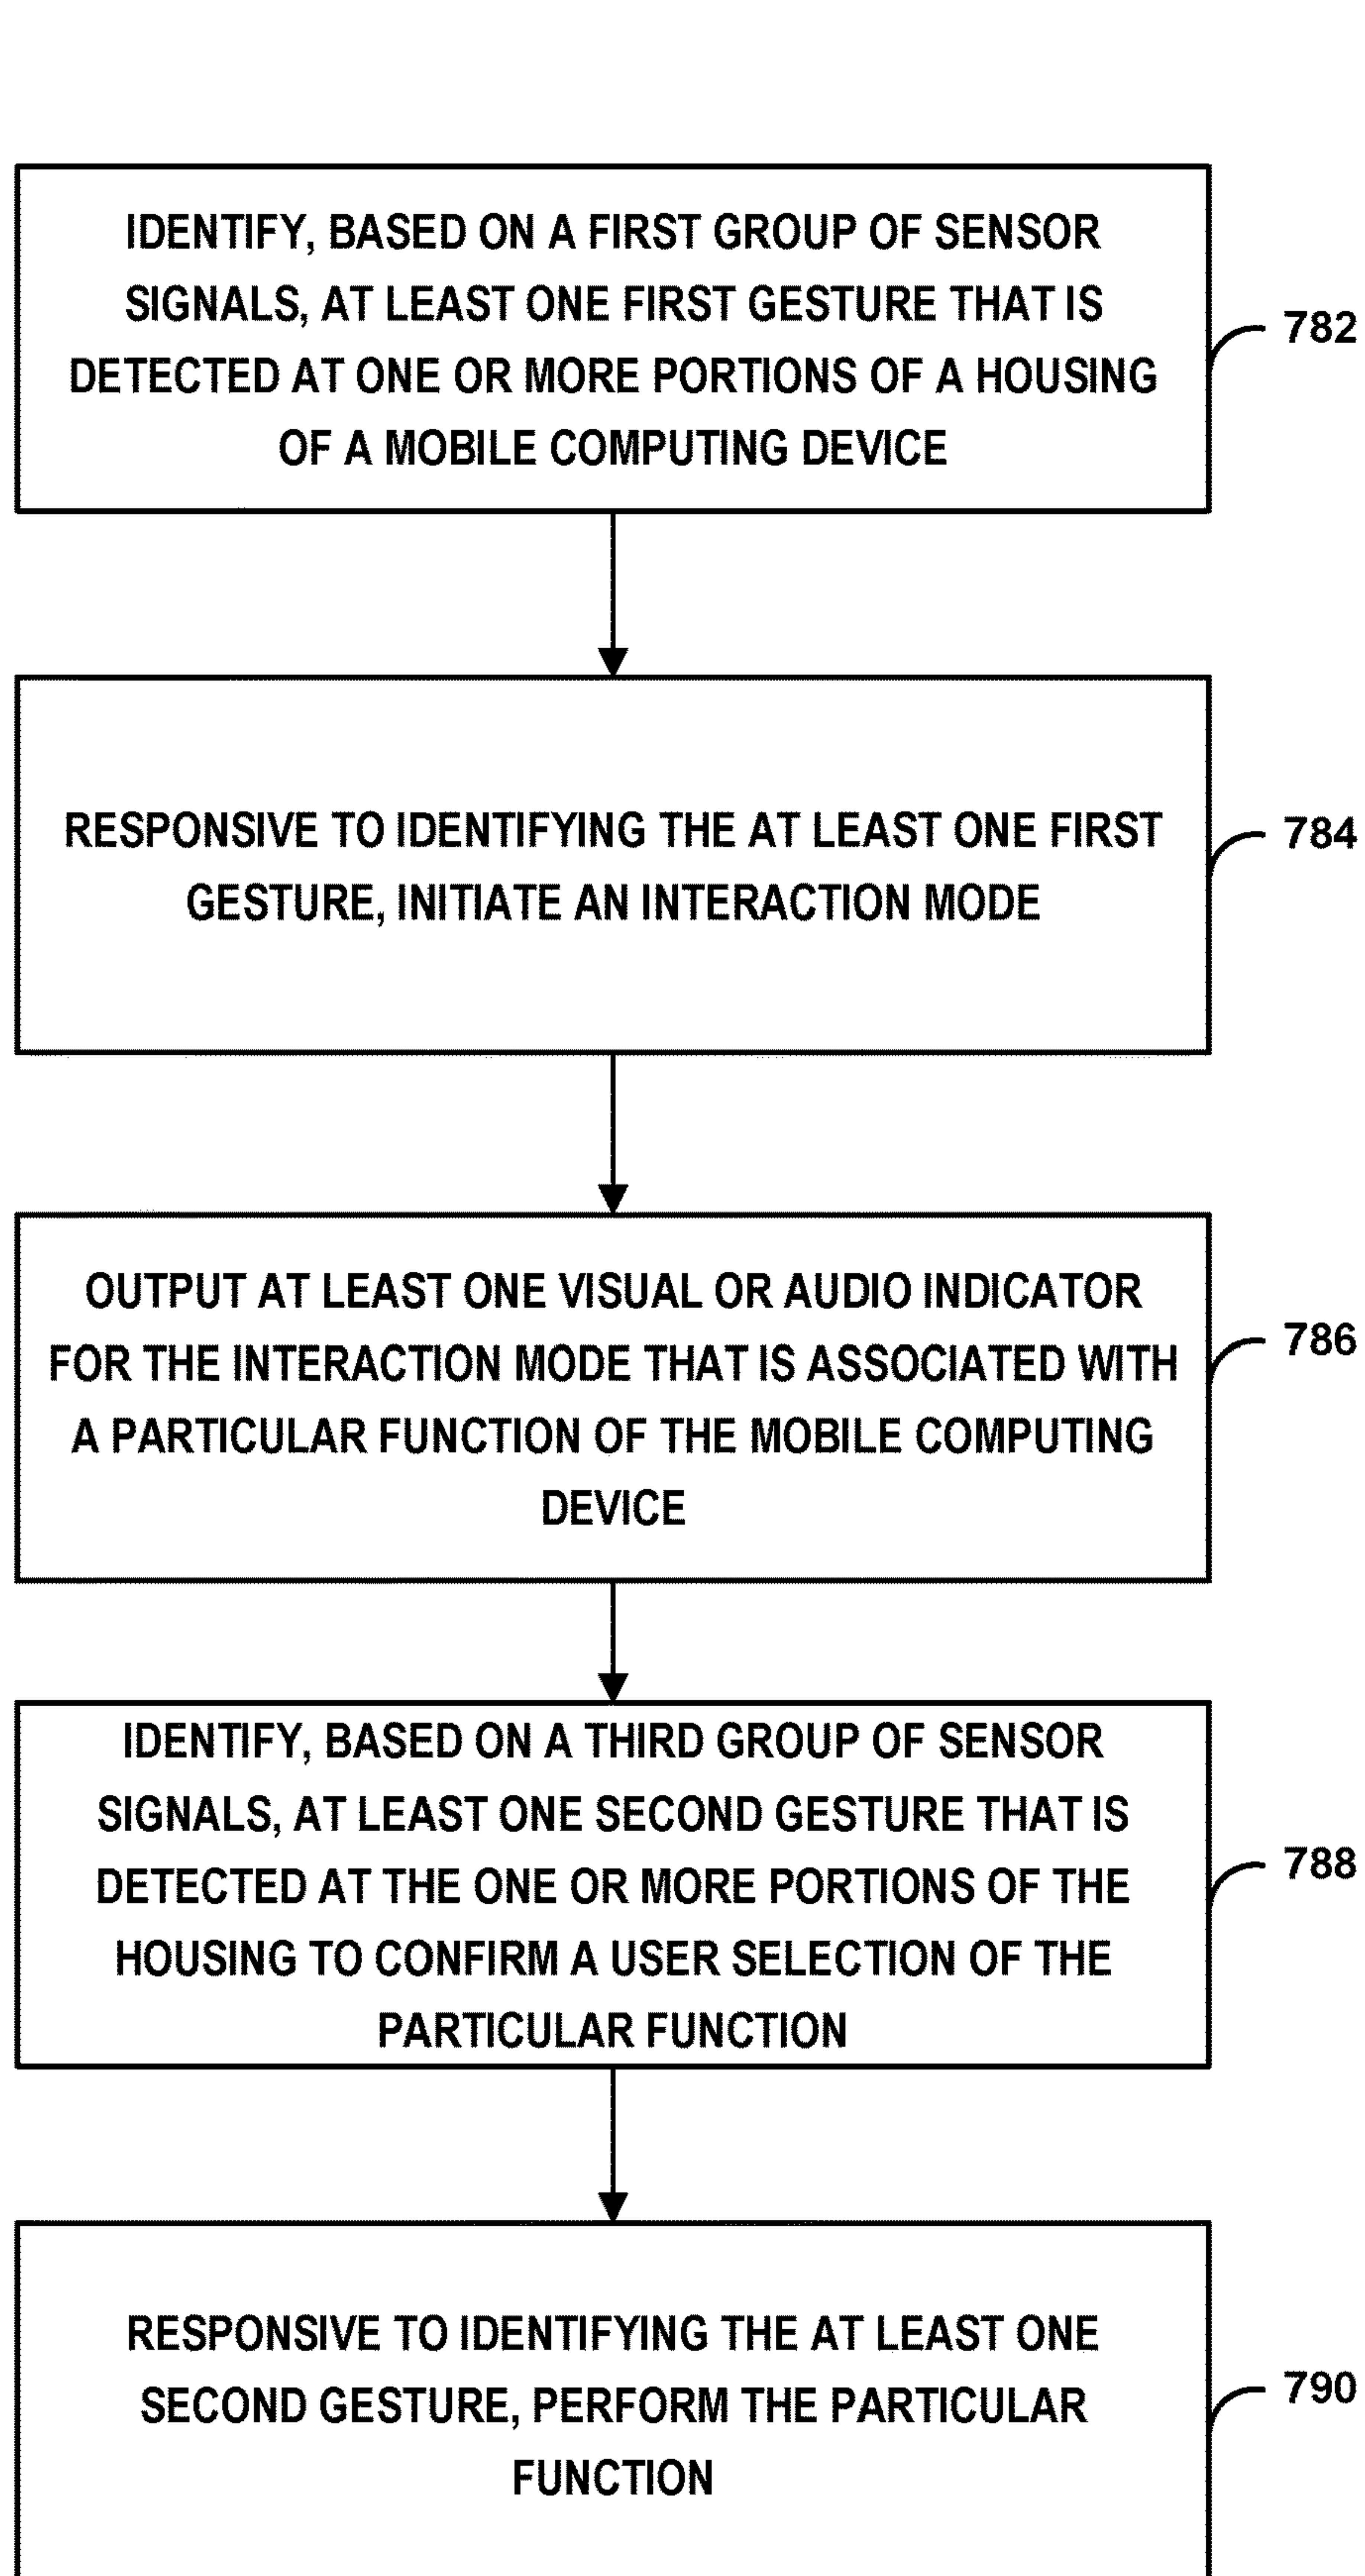 IDENTIFY, BASED ON A FIRST GROUP OF SENSOR
SIGNALS, AT LEAST ONE FIRST GESTURE THAT IS
DETECTED AT ONE OR MORE PORTIONS OF A HOUSING
OF A MOBILE COMPUTING DEVICE
782
RESPONSIVE TO IDENTIFYING THE AT LEAST ONE FIRST
GESTURE, INITIATE AN INTERACTION MODE
784
OUTPUT AT LEAST ONE VISUAL OR AUDIO INDICATOR
FOR THE INTERACTION MODE THAT IS ASSOCIATED WITH
A PARTICULAR FUNCTION OF THE MOBILE COMPUTING
DEVICE
786
IDENTIFY, BASED ON A THIRD GROUP OF SENSOR
SIGNALS, AT LEAST ONE SECOND GESTURE THAT IS
DETECTED AT THE ONE OR MORE PORTIONS OF THE
HOUSING TO CONFIRM A USER SELECTION OF THE
PARTICULAR FUNCTION
788
RESPONSIVE TO IDENTIFYING THE AT LEAST ONE
SECOND GESTURE, PERFORM THE PARTICULAR
FUNCTION
790